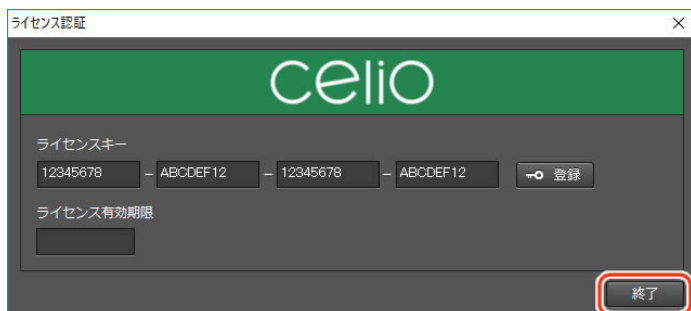 ライセンス認証
celio
ライセンスキー
12345678 – ABCDEF12 – 12345678 – ABCDEF12 登録
ライセンス有効期限
終了